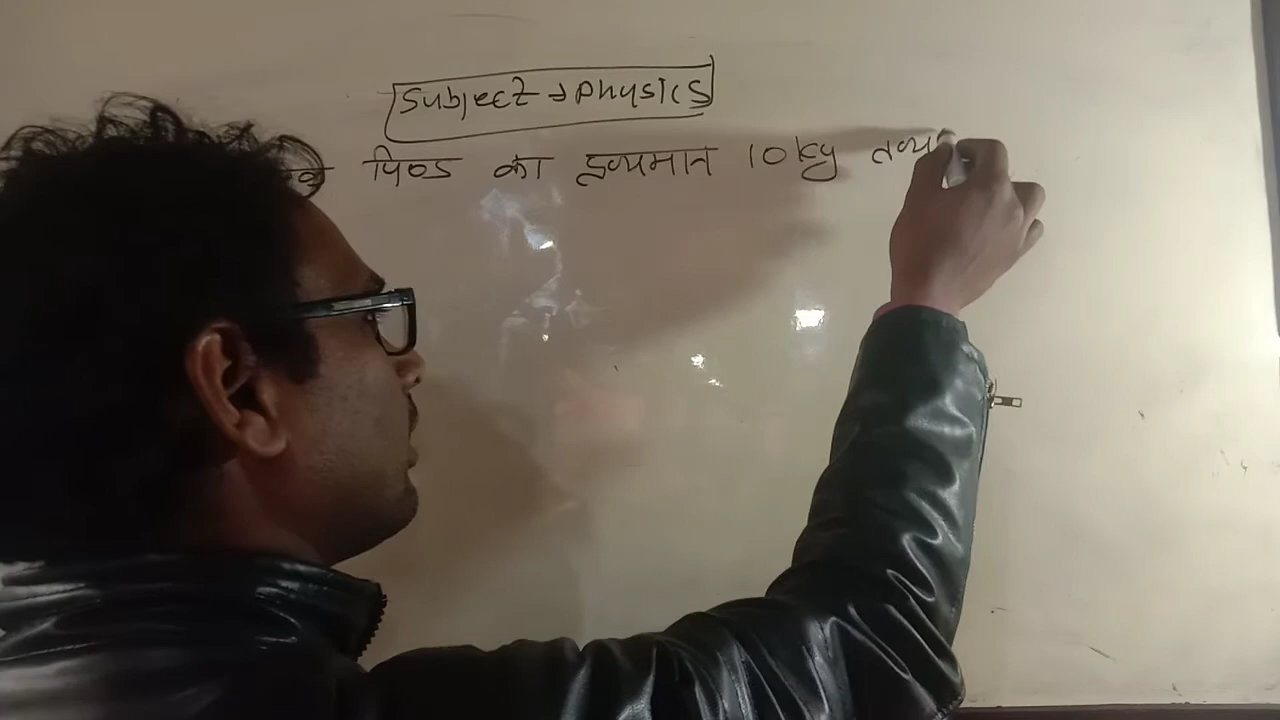 Subject → Physics
पिण्ड का द्रव्यमान 10kg